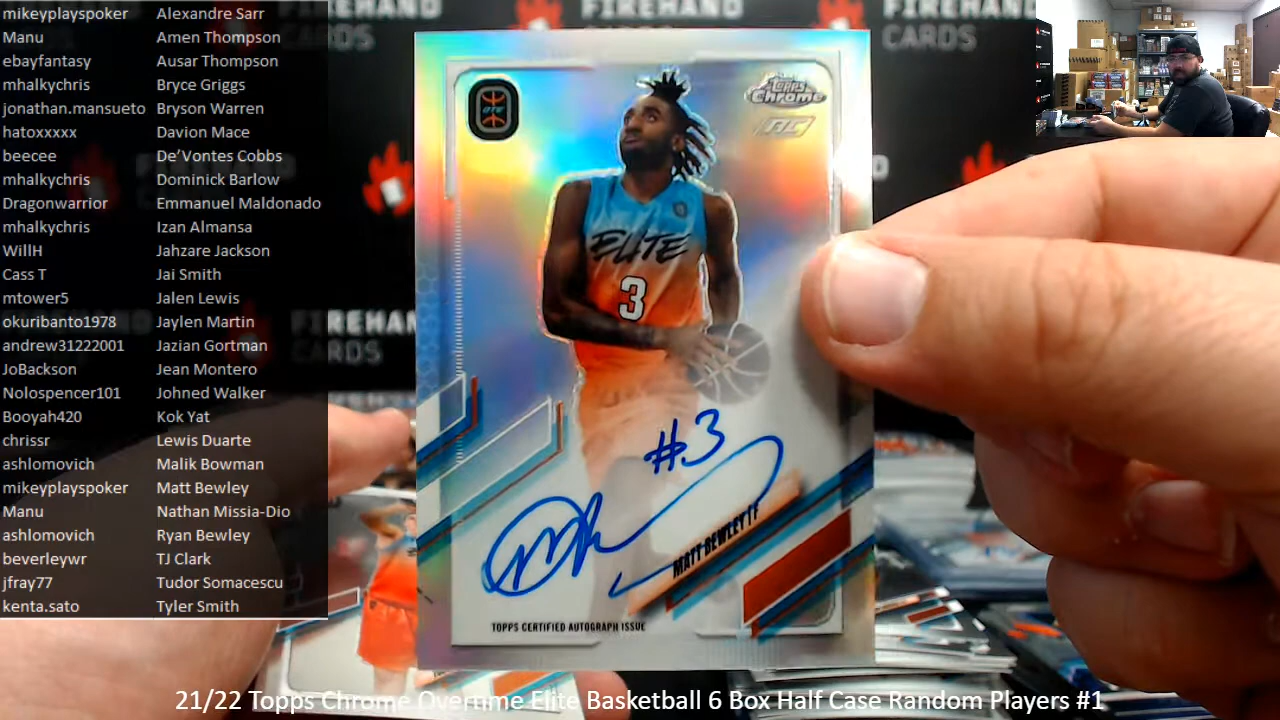 mikeyplayspoker Alexandre Sarr
Manu Amen Thompson
ebayfantasy Ausar Thompson
mhalkychris Bryce Griggs
jonathan.mansueto Bryson Warren
hatoxxxxx Davion Mace
beecee De'Vontes Cobbs
mhalkychris Dominick Barlow
Dragonwarrior Emmanuel Maldonado
mhalkychris Izan Almansa
WillH Jahzare Jackson
Cass T Jai Smith
mtower5 Jalen Lewis
okuribanto1978 Jaylen Martin
andrew31222001 Jazian Gortman
JoBackson Jean Montero
Nolospencer101 Johned Walker
Booyah420 Kok Yat
chrissr Lewis Duarte
ashlomovich Malik Bowman
mikeyplayspoker Matt Bewley
Manu Nathan Missia-Dio
ashlomovich Ryan Bewley
beverleywr TJ Clark
jfray77 Tudor Somacescu
kenta.sato Tyler Smith
FIREHAND
CARDS
FIREHAND
CARDS
FIREHAND
CARDS
OTE
Topps
Chrome
RC
ELITE
3
#3
MATT BEWLEY | F
TOPPS CERTIFIED AUTOGRAPH ISSUE
21/22 Topps Chrome Overtime Elite Basketball 6 Box Half Case Random Players #1